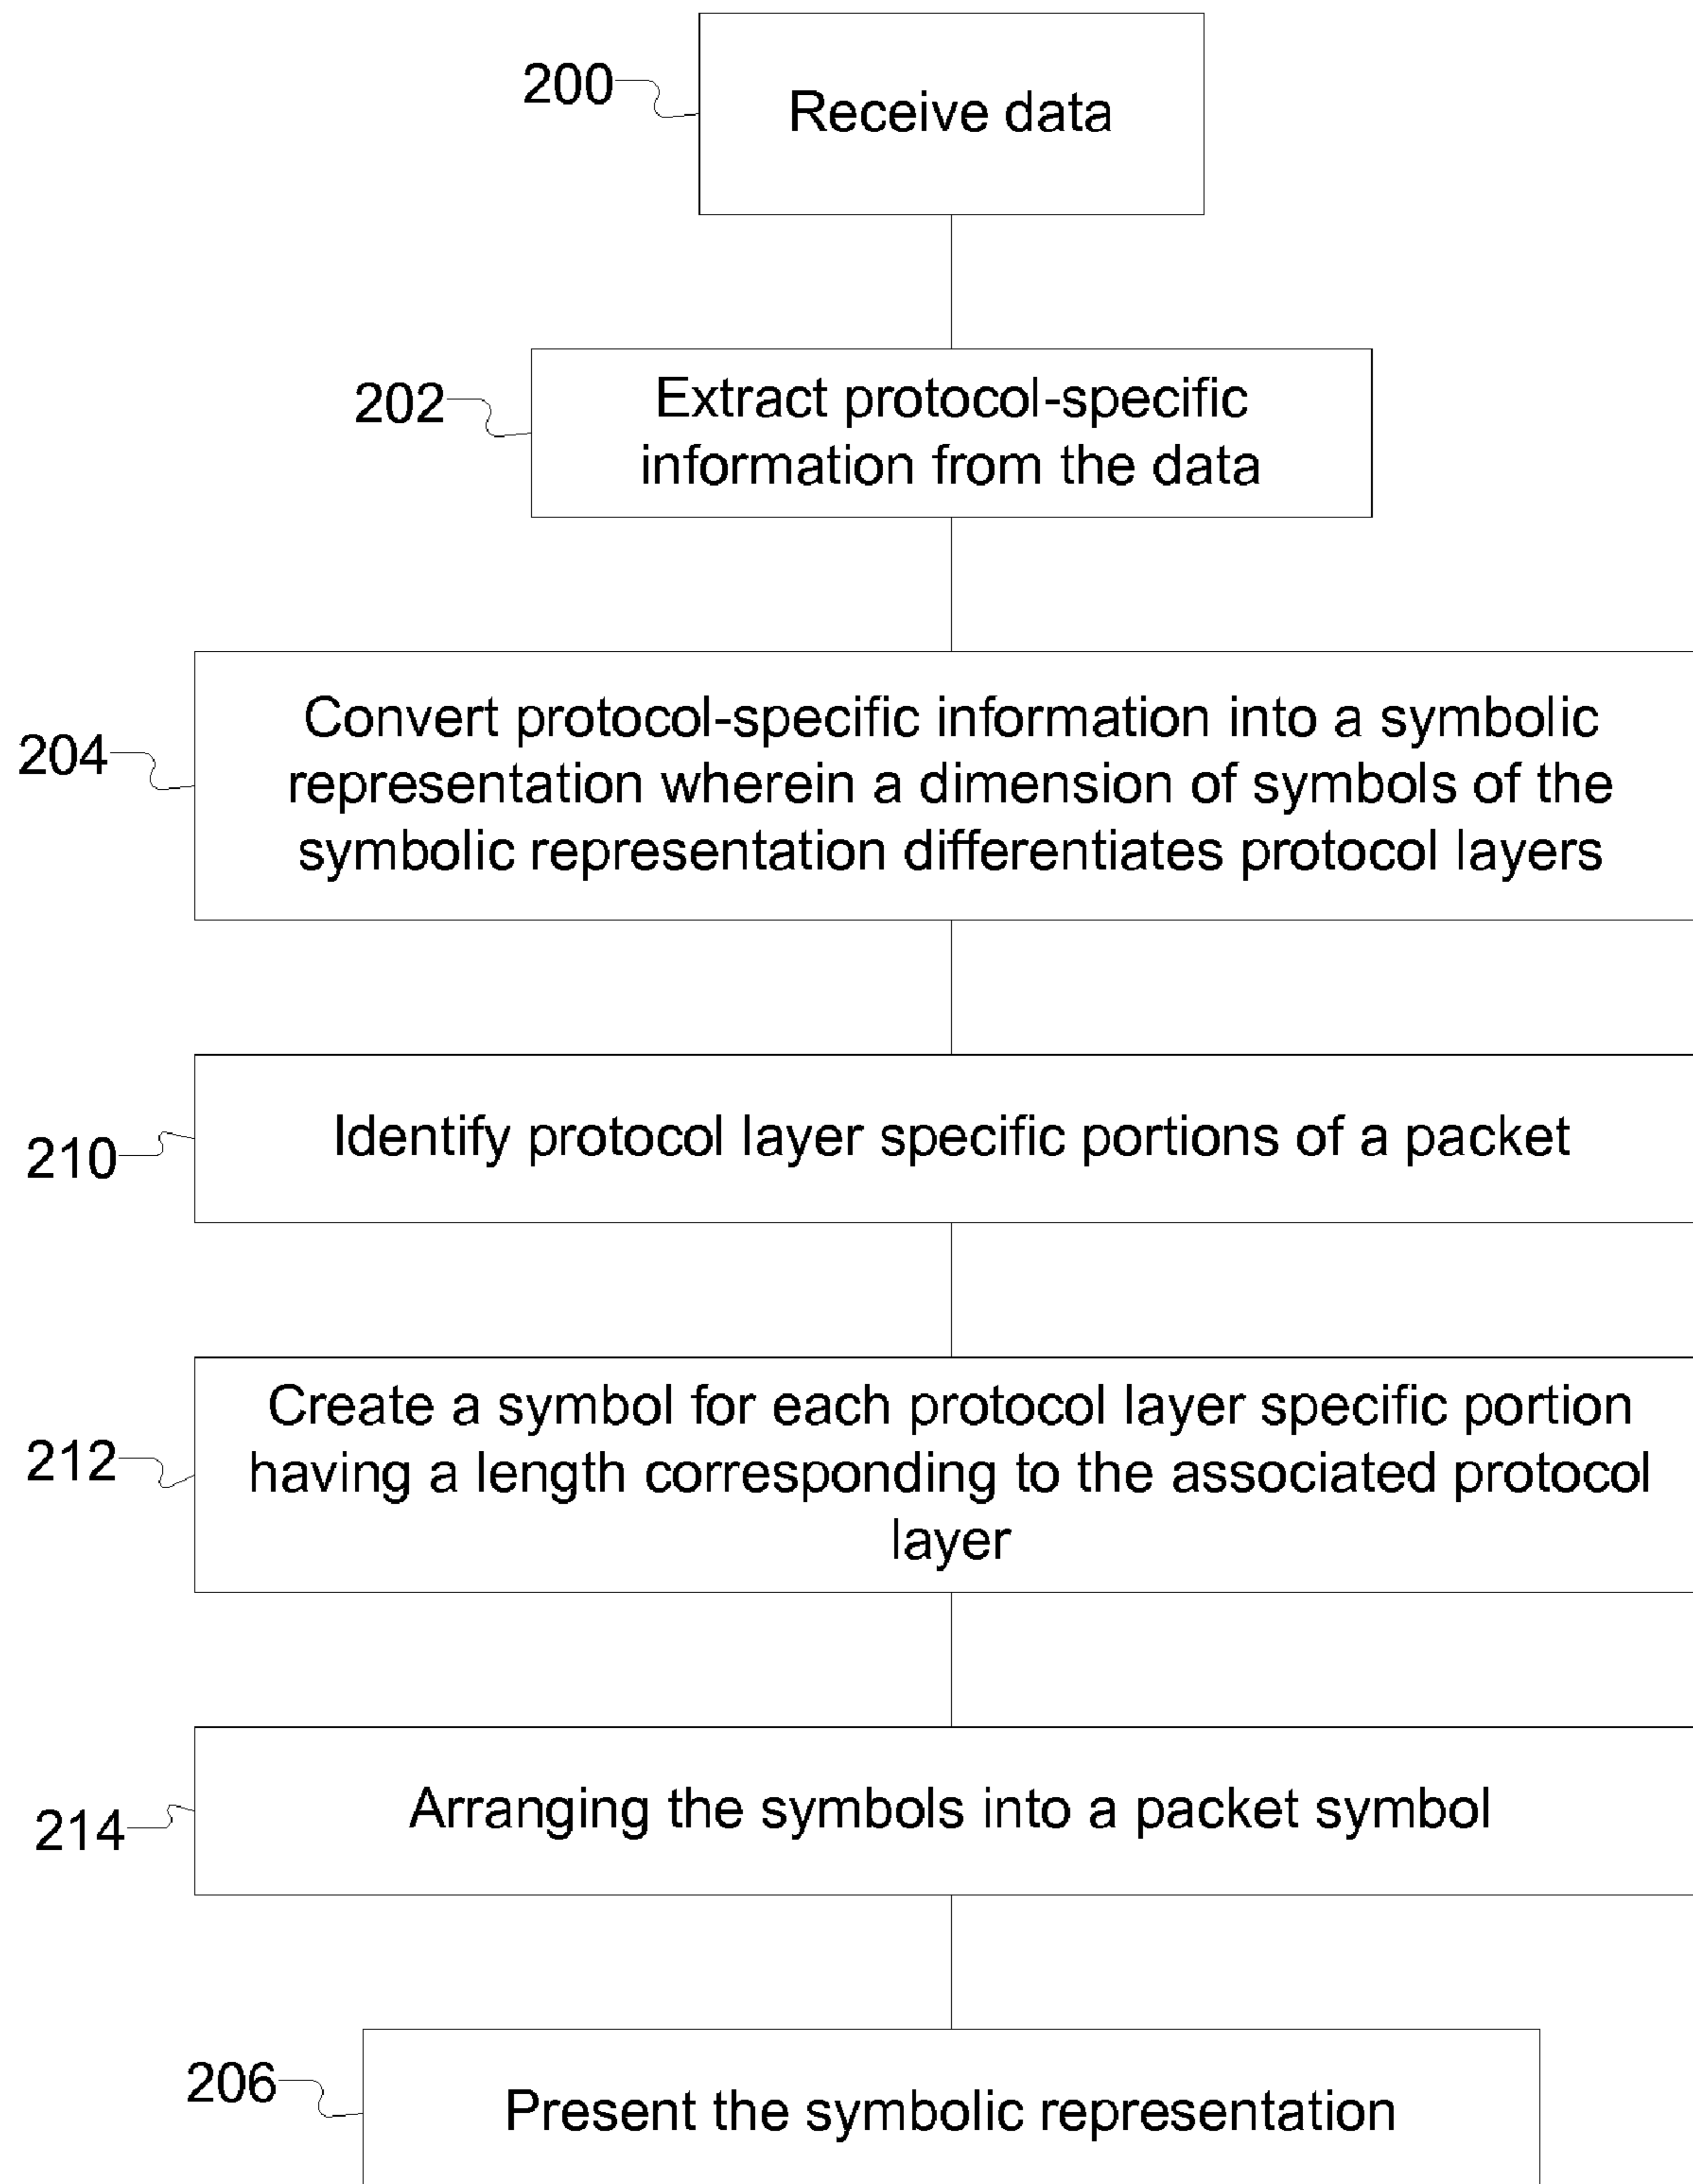 200
Receive data
202
Extract protocol-specific
information from the data
204
Convert protocol-specific information into a symbolic
representation wherein a dimension of symbols of the
symbolic representation differentiates protocol layers
210
Identify protocol layer specific portions of a packet
212
Create a symbol for each protocol layer specific portion
having a length corresponding to the associated protocol
layer
214
Arranging the symbols into a packet symbol
206
Present the symbolic representation